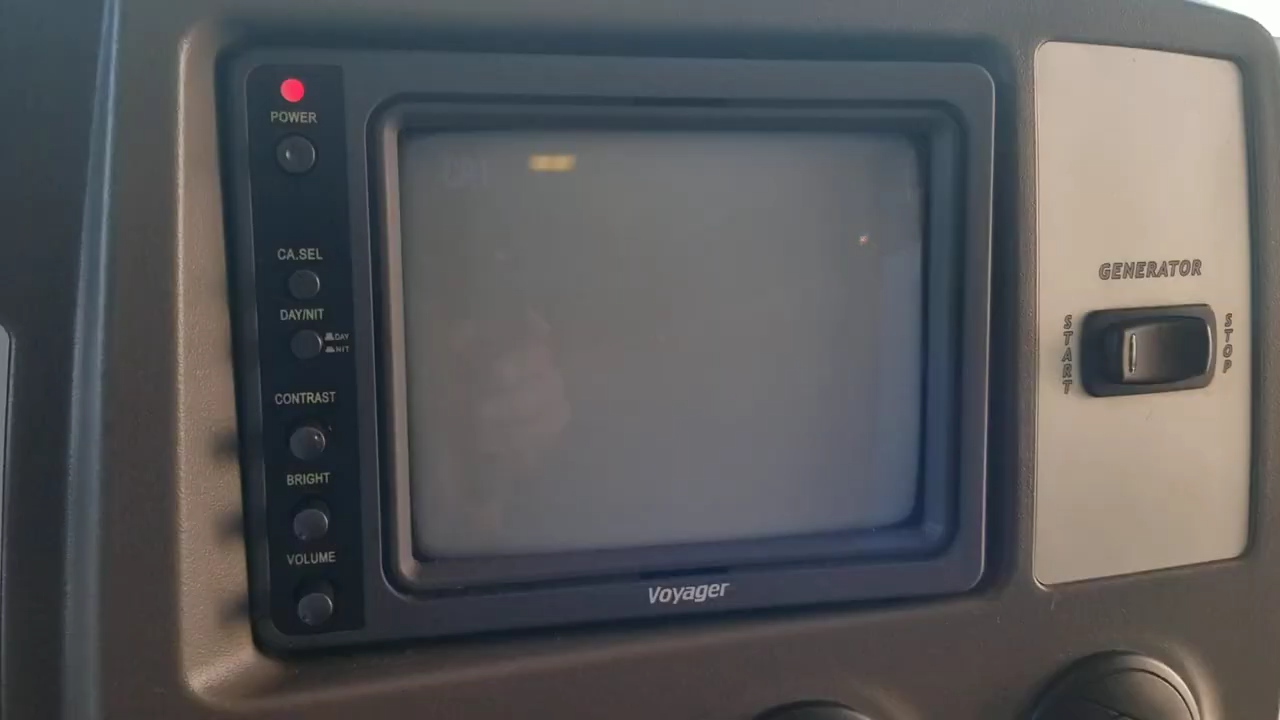 POWER
CA.SEL
DAY/NIT
DAY
NIT
CONTRAST
BRIGHT
VOLUME
Voyager
GENERATOR
START
STOP